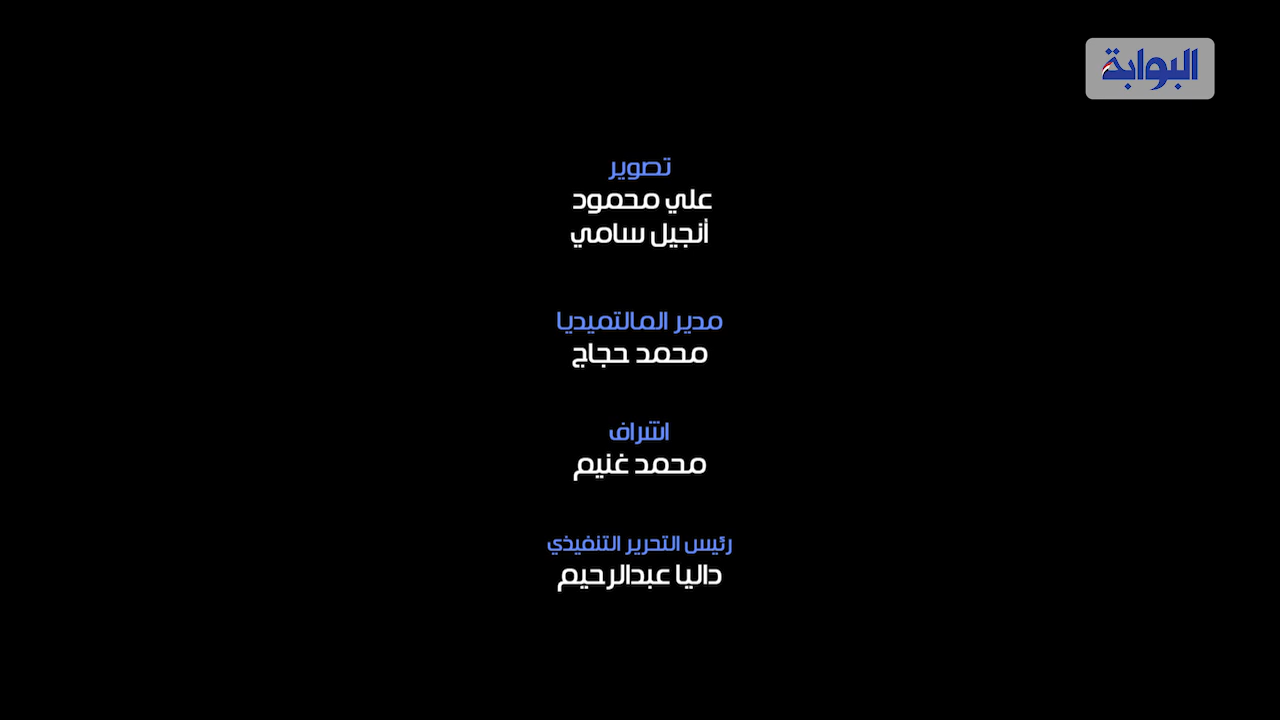 البوابة
تصوير
علي محمود
أنجيل سامي
مدير المالتميديا
محمد حجاج
اشراف
محمد غنيم
رئيس التحرير التنفيذي
داليا عبدالرحيم